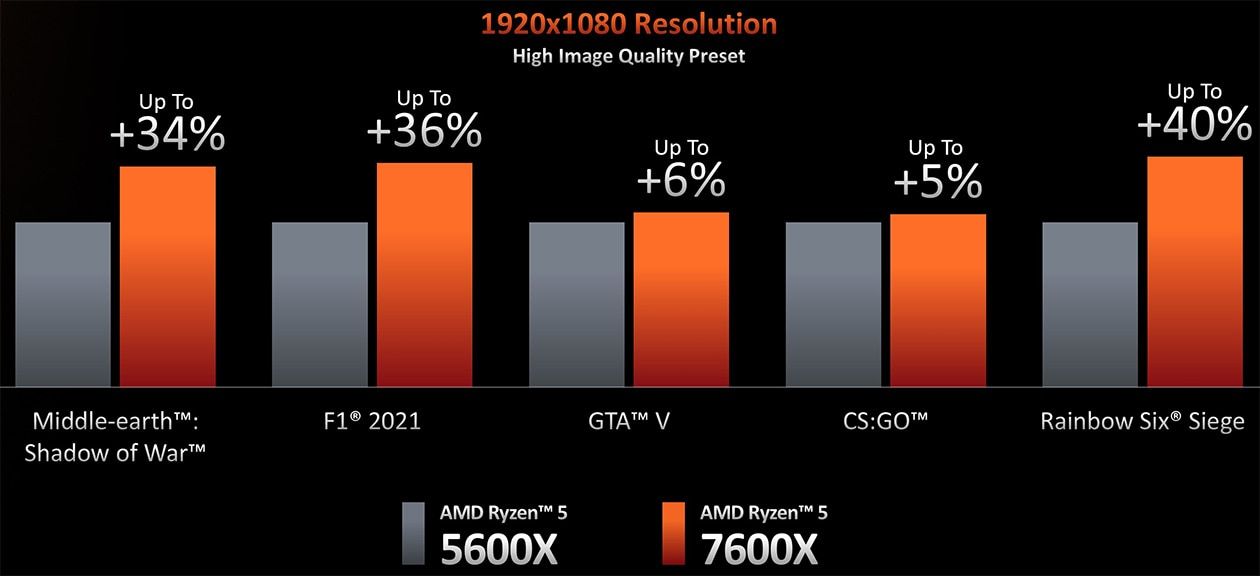 1920x1080 Resolution
High Image Quality Preset
Up To
+34%
Up To
+36%
Up To
+6%
Up To
+5%
Up To
+40%
Middle-earth™:
Shadow of War™
F1® 2021
GTA™ V
CS:GO™
Rainbow Six® Siege
AMD Ryzen™ 5
5600X
AMD Ryzen™ 5
7600X